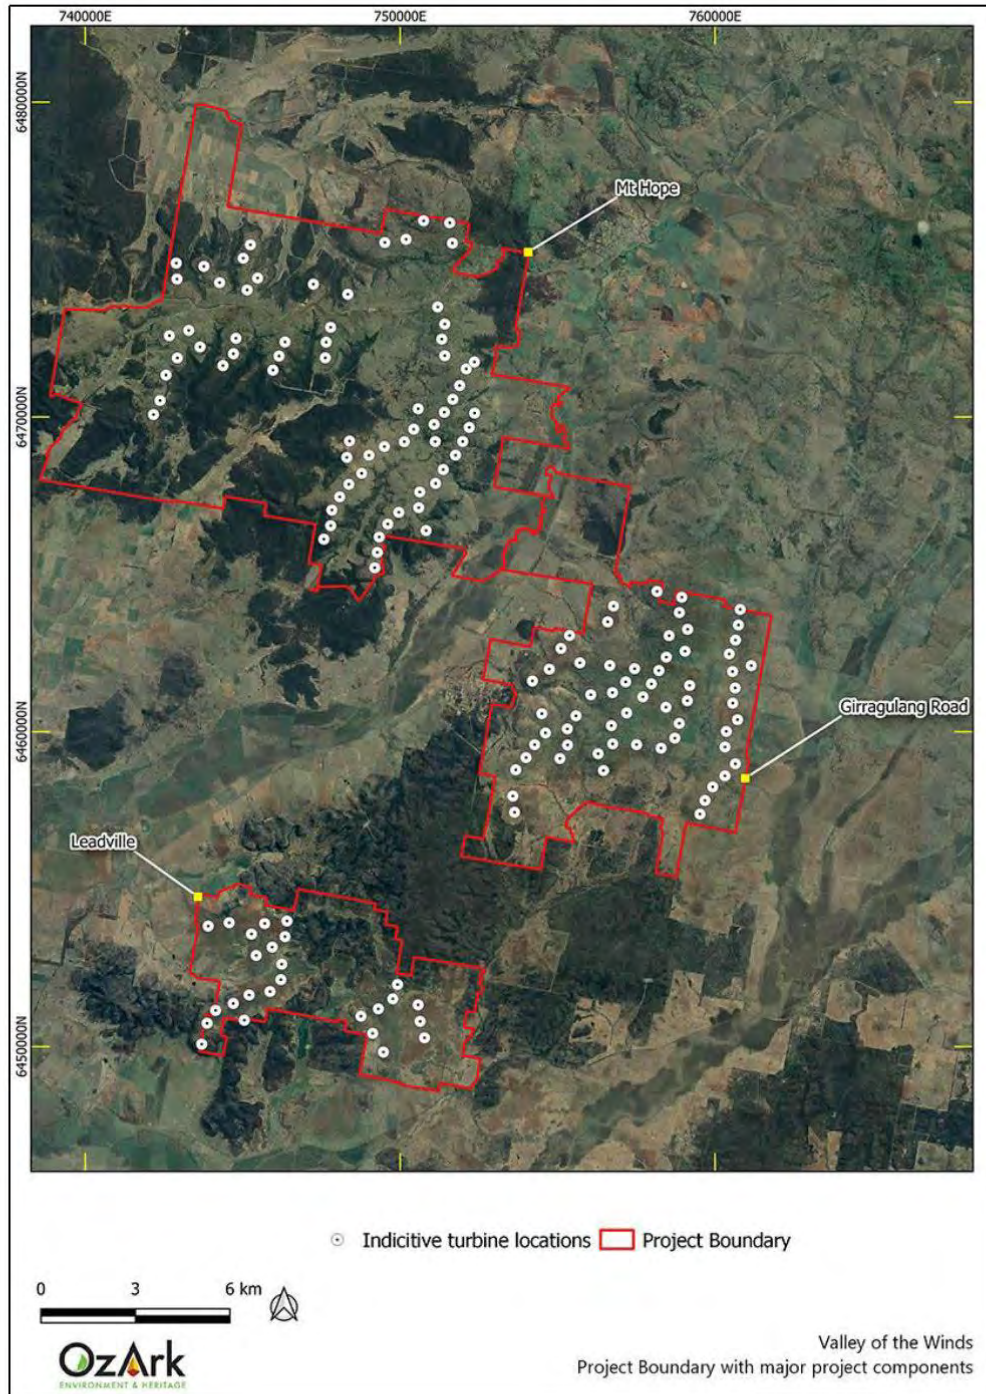 740000E 750000E 760000E
6480000N
Mt Hope
6470000N
Girragulang Road
6460000N
Leadville
6450000N
Indicitive turbine locations Project Boundary
0 3 6 km
OzArk
ENVIRONMENT & HERITAGE
Valley of the Winds
Project Boundary with major project components